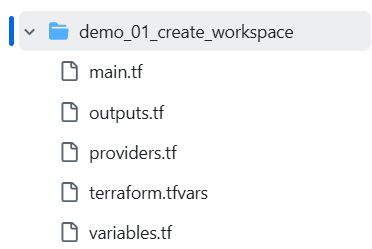 demo_01_create_workspace
main.tf
outputs.tf
providers.tf
terraform.tfvars
variables.tf